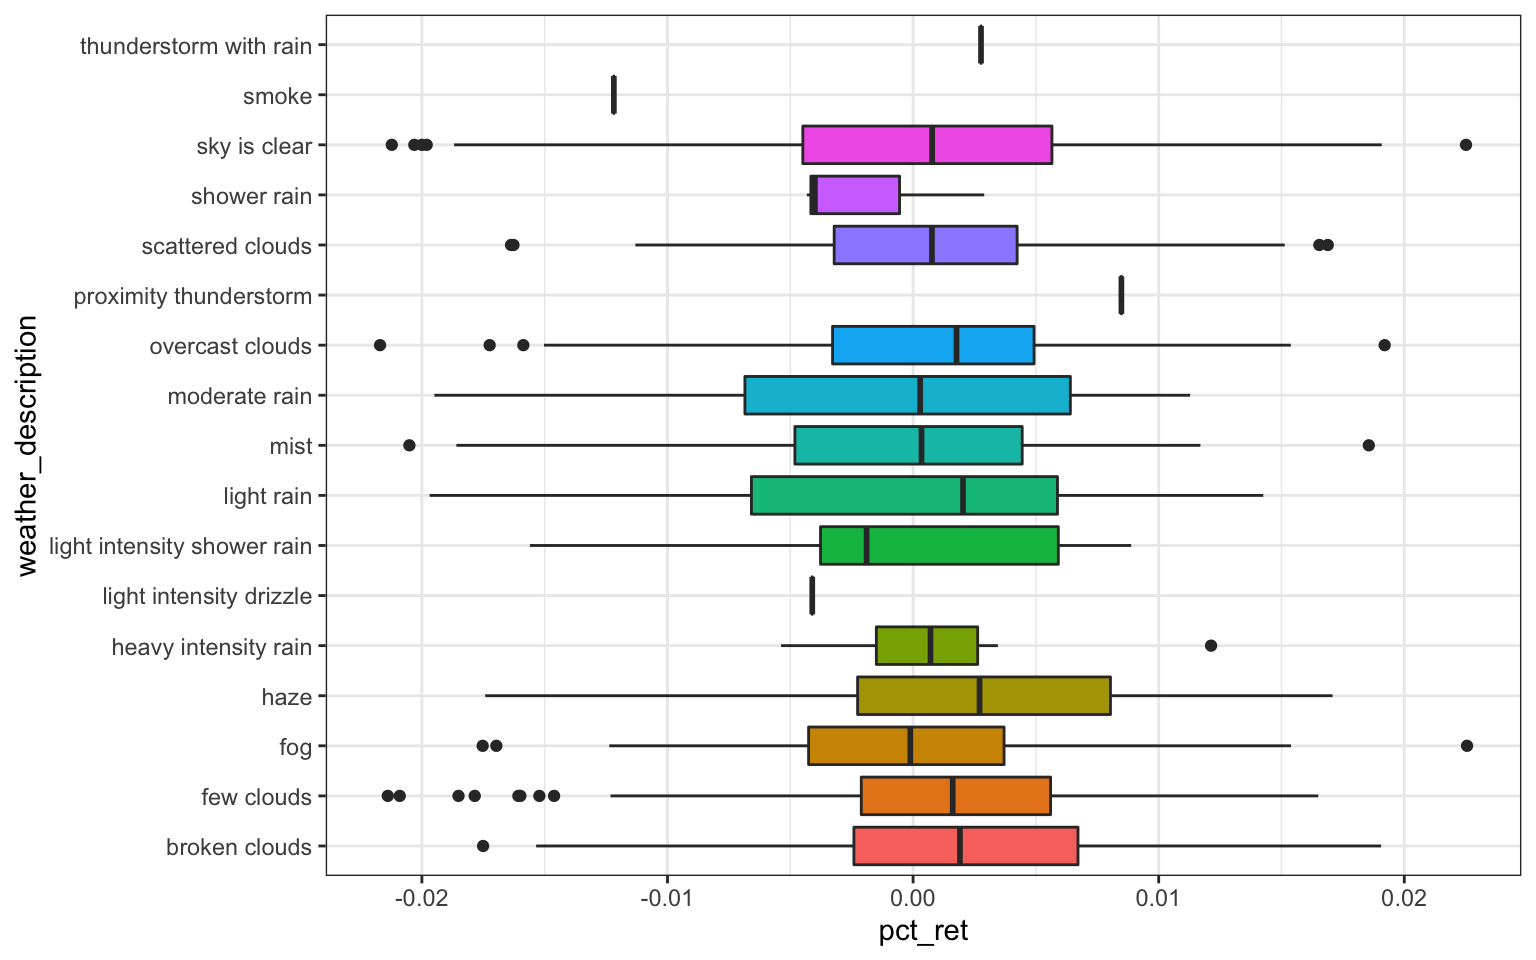 thunderstorm with rain
smoke
sky is clear
shower rain
scattered clouds
proximity thunderstorm
overcast clouds
moderate rain
mist
light rain
light intensity shower rain
light intensity drizzle
heavy intensity rain
haze
fog
few clouds
broken clouds
weather_description
-0.02 -0.01 0.00 0.01 0.02
pct_ret